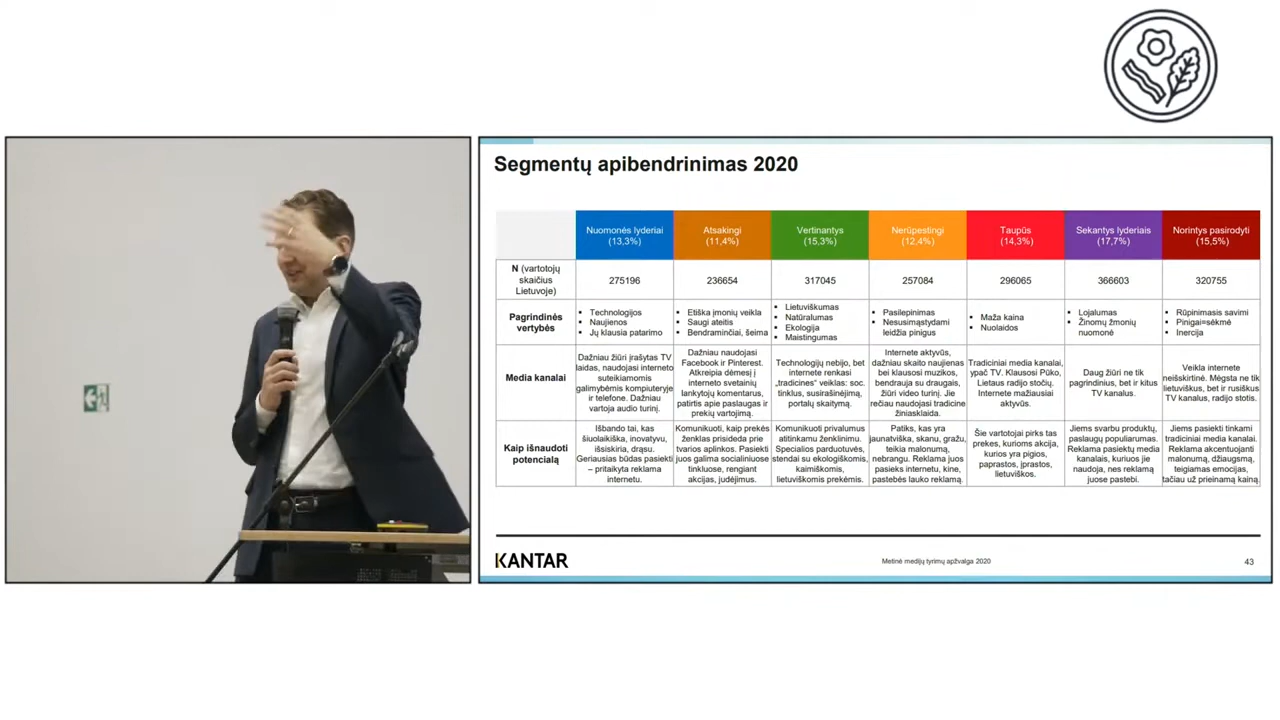 Segmentų apibendrinimas 2020
Nuomonės lyderiai
(13,3%)
Atsakingi
(11,4%)
Vertinantys
(15,3%)
Nerūpestingi
(12,4%)
Taupūs
(14,3%)
Sekantys lyderiais
(17,7%)
Norintys pasirodyti
(15,5%)
N (vartotojų
skaičius
Lietuvoje)
275196
236654
317045
257084
296065
366603
320755
Pagrindinės
vertybės
• Technologijos
• Naujienos
• Jų klausia patarimo
• Etiška įmonių veikla
• Saugi ateitis
• Bendraminčiai, šeima
• Lietuviškumas
• Natūralumas
• Ekologija
• Maistingumas
• Pasilepinimas
• Nesusimąstydami
leidžia pinigus
• Maža kaina
• Nuolaidos
• Lojalumas
• Žinomų žmonių
nuomonė
• Rūpinimasis savimi
• Pinigai=sėkmė
• Inercija
Media kanalai
Dažniau žiūri įrašytas TV
laidas, naudojasi interneto
suteikiamomis
galimybėmis kompiuteryje
ir telefone. Dažniau
vartoja audio turinį.
Dažniau naudojasi
Facebook ir Pinterest.
Atkreipia dėmesį į
interneto svetainių
lankytojų komentarus,
patirtis apie paslaugas ir
prekių vartojimą.
Technologijų nebijo, bet
internete renkasi
„tradicines“ veiklas: soc.
tinklus, susirašinėjimą,
portalų skaitymą.
Internete aktyvūs,
dažniau skaito naujienas
bei klausosi muzikos,
bendrauja su draugais,
žiūri video turinį. Jie
rečiau naudojasi tradicine
žiniasklaida.
Tradiciniai media kanalai,
ypač TV. Klausosi Pūko,
Lietaus radijo stočių.
Internete mažiausiai
aktyvūs.
Daug žiūri ne tik
pagrindinius, bet ir kitus
TV kanalus.
Veikla internete
neišskirtinė. Mėgsta ne tik
lietuviškus, bet ir rusiškus
TV kanalus, radijo stotis.
Kaip išnaudoti
potencialą
Išbando tai, kas
šiuolaikiška, inovatyvu,
išsiskiria, drąsu.
Geriausias būdas pasiekti
– pritaikyta reklama
internetu.
Komunikuoti, kaip prekės
ženklas prisideda prie
tvarios aplinkos. Pasiekti
juos galima socialiniuose
tinkluose, rengiant
akcijas, judėjimus.
Komunikuoti privalumus
atitinkamu ženklinimu.
Specialios parduotuvės,
stendai su ekologiškomis,
kaimiškomis,
lietuviškomis prekėmis.
Patiks, kas yra
jaunatviška, skanu, gražu,
teikia malonumą,
nebrangu. Reklama juos
pasieks internetu, kine,
pastebės lauko reklamą.
Šie vartotojai pirks tas
prekes, kurioms akcija,
kurios yra pigios,
paprastos, įprastos,
lietuviškos.
Jiems svarbu produktų,
paslaugų populiarumas.
Reklama pasiektų media
kanalais, kuriuos jie
naudoja, nes reklamą
juose pastebi.
Jiems pasiekti tinkami
tradiciniai media kanalai.
Reklama akcentuojanti
malonumą, džiaugsmą,
teigiamas emocijas,
tačiau už prieinamą kainą.
KANTAR
Metinė medijų tyrimų apžvalga 2020
43